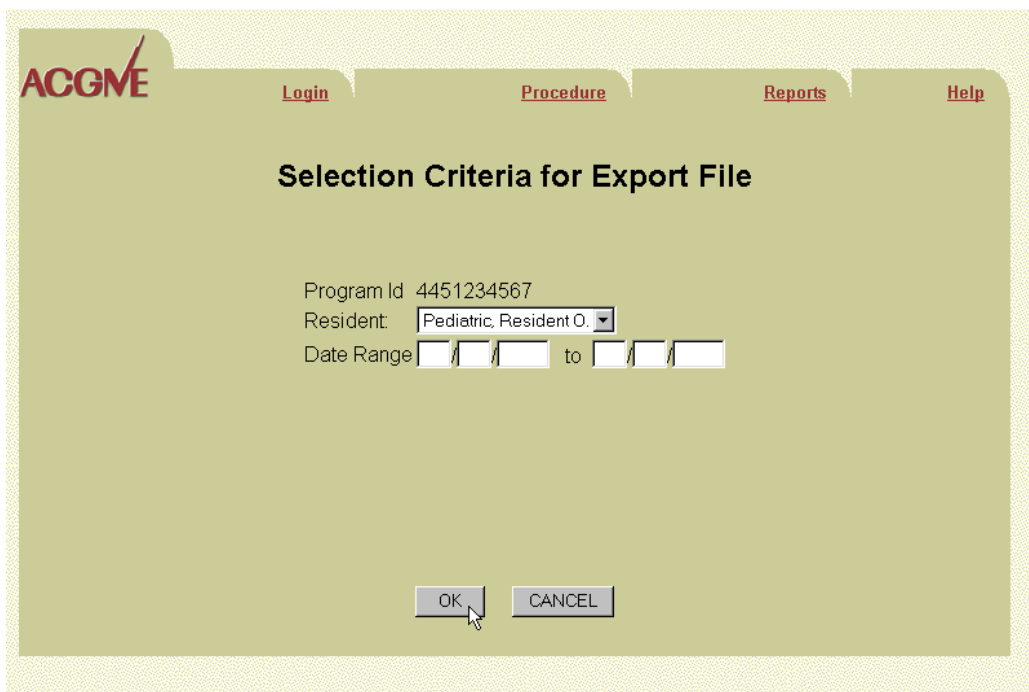 ACGME
Login Procedure Reports Help
Selection Criteria for Export File
Program Id 4451234567
Resident: Pediatric, Resident O.
Date Range / / to / /
OK CANCEL